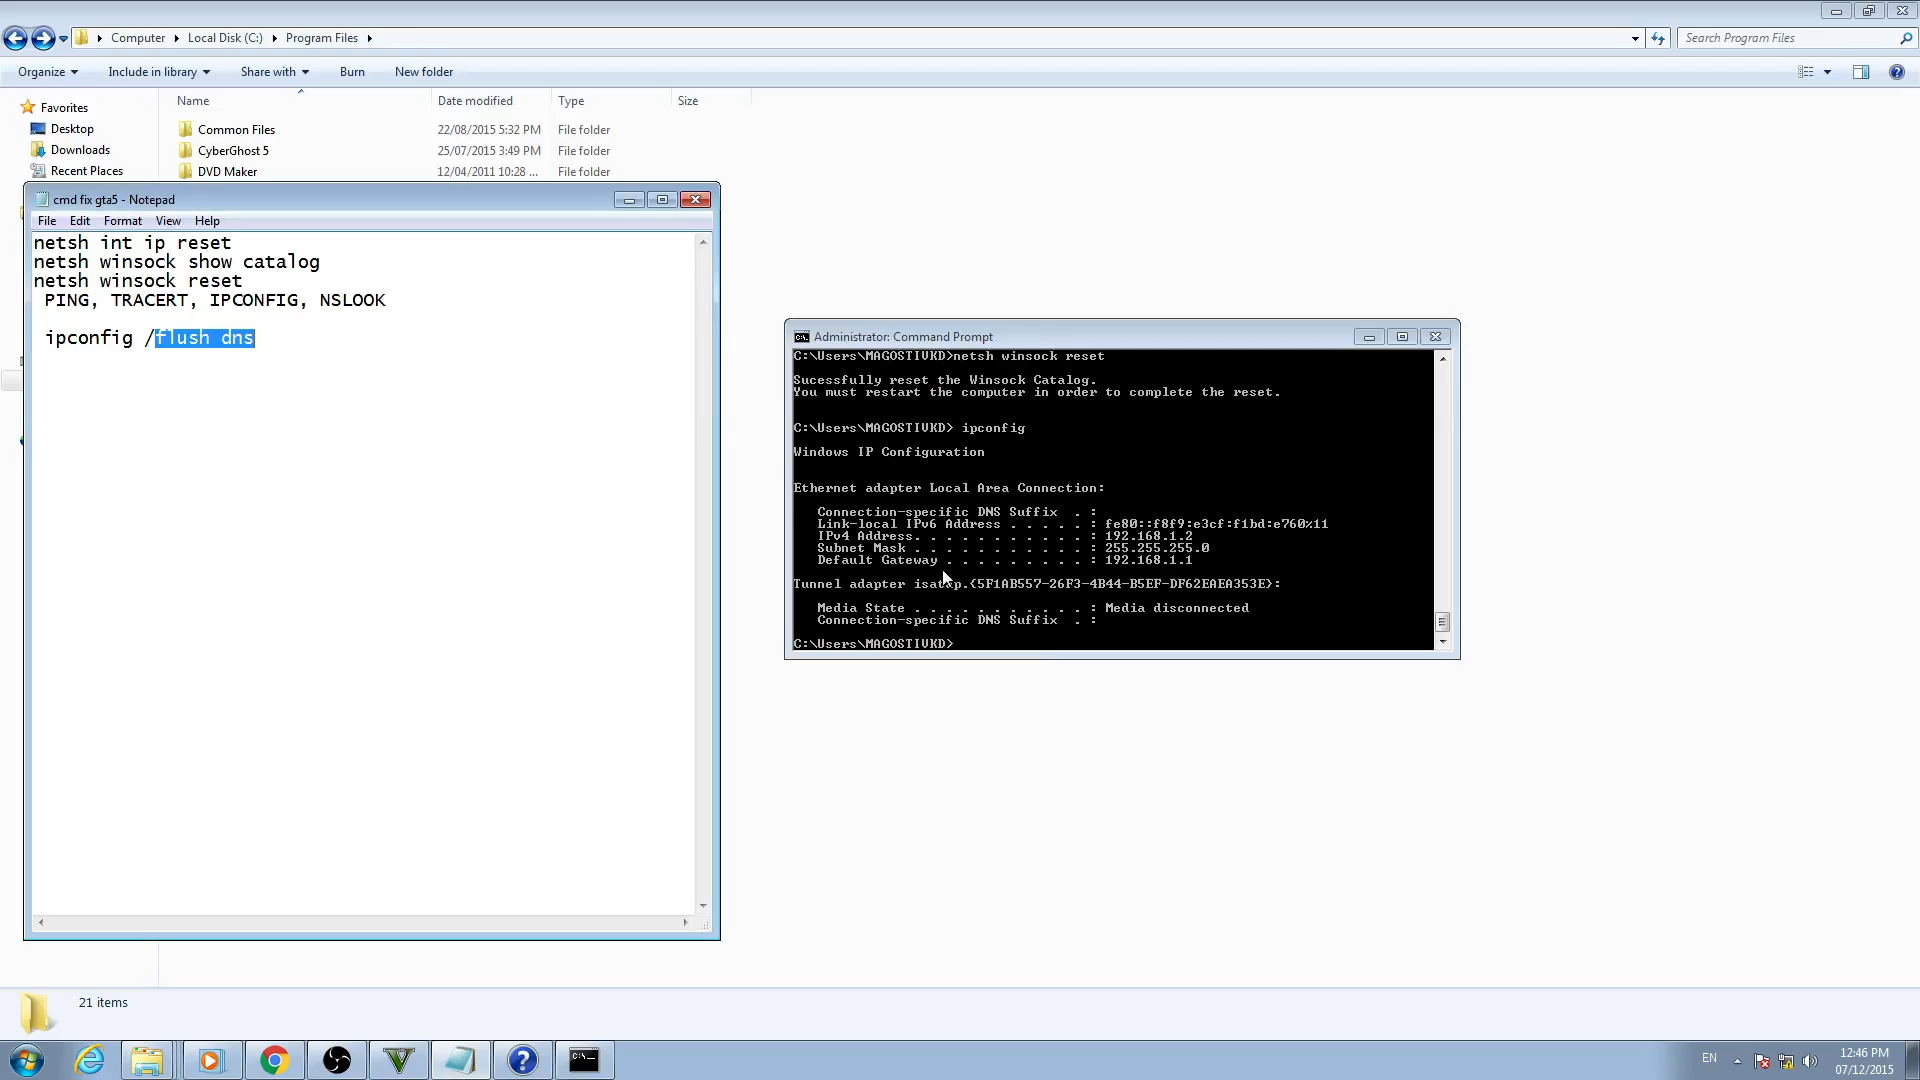 Computer Local Disk (C:) Program Files
Search Program Files
Organize Include in library Share with Burn New folder
Name Date modified Type Size
Favorites
Desktop
Downloads
Recent Places
Common Files 22/08/2015 5:32 PM File folder
CyberGhost 5 25/07/2015 3:49 PM File folder
DVD Maker 12/04/2011 10:28 ... File folder
cmd fix gta5 - Notepad
File Edit Format View Help
netsh int ip reset
netsh winsock show catalog
netsh winsock reset
PING, TRACERT, IPCONFIG, NSLOOK
ipconfig /flush dns
Administrator: Command Prompt
C:\Users\MAGOSTIVKD>netsh winsock reset
Sucessfully reset the Winsock Catalog.
You must restart the computer in order to complete the reset.
C:\Users\MAGOSTIVKD> ipconfig
Windows IP Configuration
Ethernet adapter Local Area Connection:
Connection-specific DNS Suffix . :
Link-local IPv6 Address . . . . . : fe80::f8f9:e3cf:f1bd:e760%11
IPv4 Address. . . . . . . . . . . : 192.168.1.2
Subnet Mask . . . . . . . . . . . : 255.255.255.0
Default Gateway . . . . . . . . . : 192.168.1.1
Tunnel adapter isatap.{5F1AB557-26F3-4B44-B5EF-DF62EAEA353E}:
Media State . . . . . . . . . . . : Media disconnected
Connection-specific DNS Suffix . :
C:\Users\MAGOSTIVKD>
21 items
EN
12:46 PM
07/12/2015